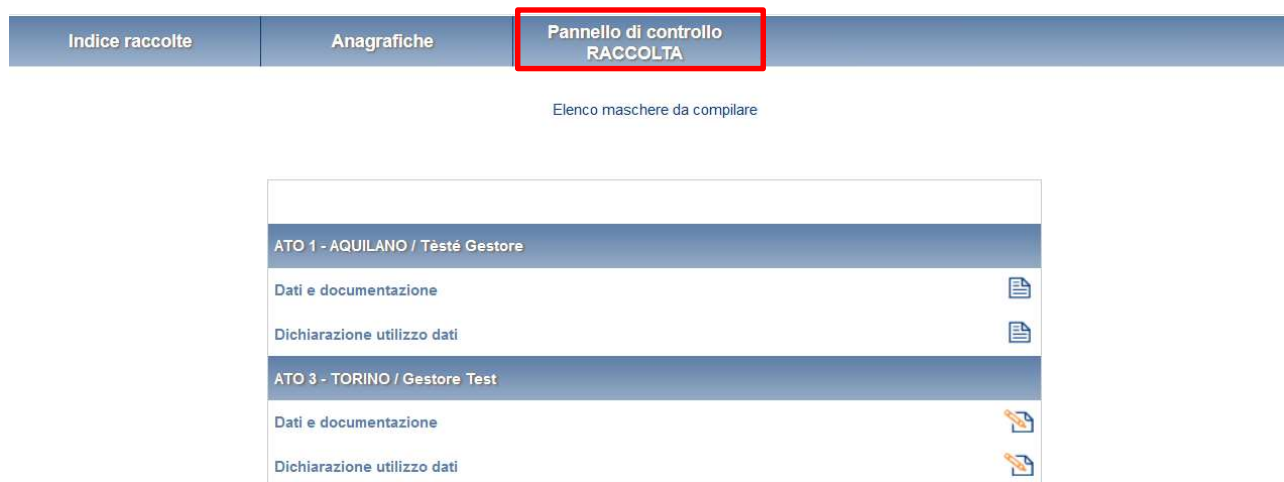 Indice raccolte
Anagrafiche
Pannello di controllo
RACCOLTA
Elenco maschere da compilare
ATO 1 - AQUILANO / Tèsté Gestore
Dati e documentazione
Dichiarazione utilizzo dati
ATO 3 - TORINO / Gestore Test
Dati e documentazione
Dichiarazione utilizzo dati